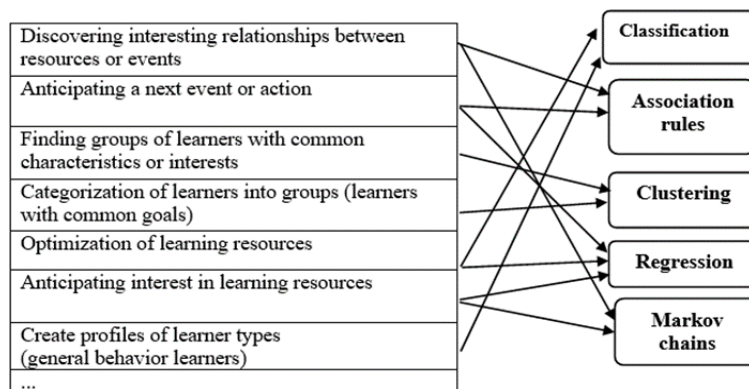 Discovering interesting relationships between
resources or events
Anticipating a next event or action
Finding groups of learners with common
characteristics or interests
Categorization of learners into groups (learners
with common goals)
Optimization of learning resources
Anticipating interest in learning resources
Create profiles of learner types
(general behavior learners)
...
Classification
Association
rules
Clustering
Regression
Markov
chains